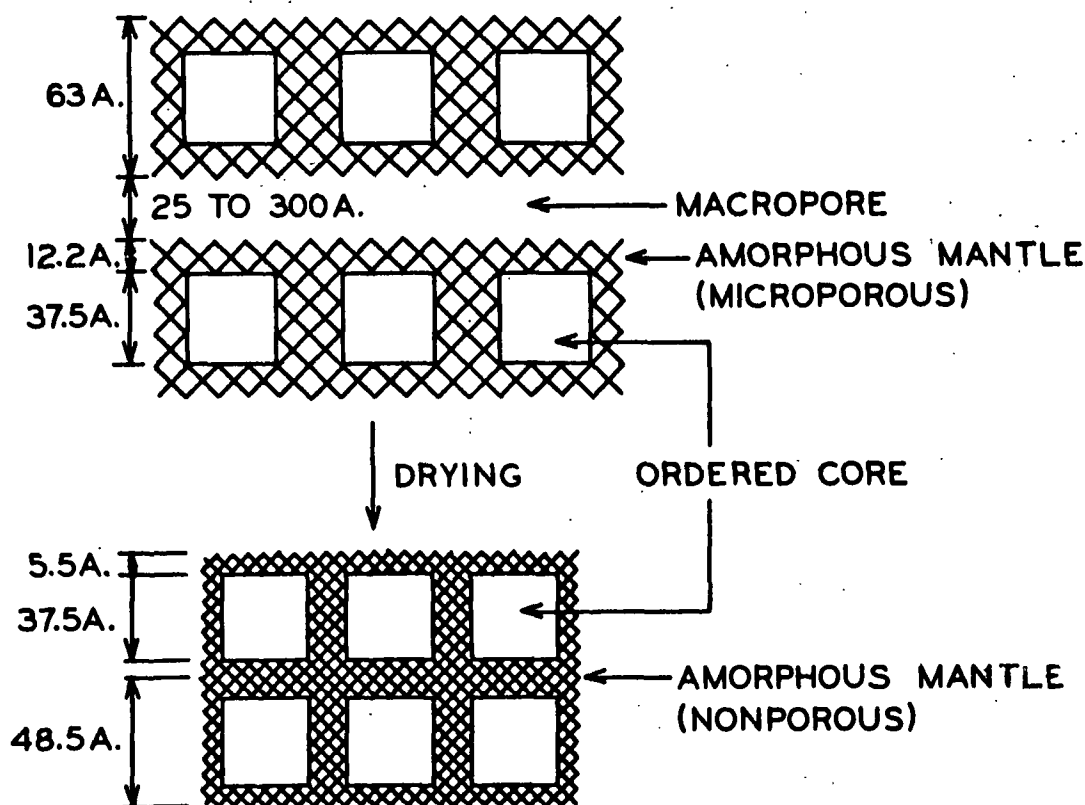 63 A.
25 TO 300 A.
MACROPORE
12.2 A.
AMORPHOUS MANTLE
(MICROPOROUS)
37.5 A.
DRYING
ORDERED CORE
5.5 A.
37.5 A.
AMORPHOUS MANTLE
(NONPOROUS)
48.5 A.